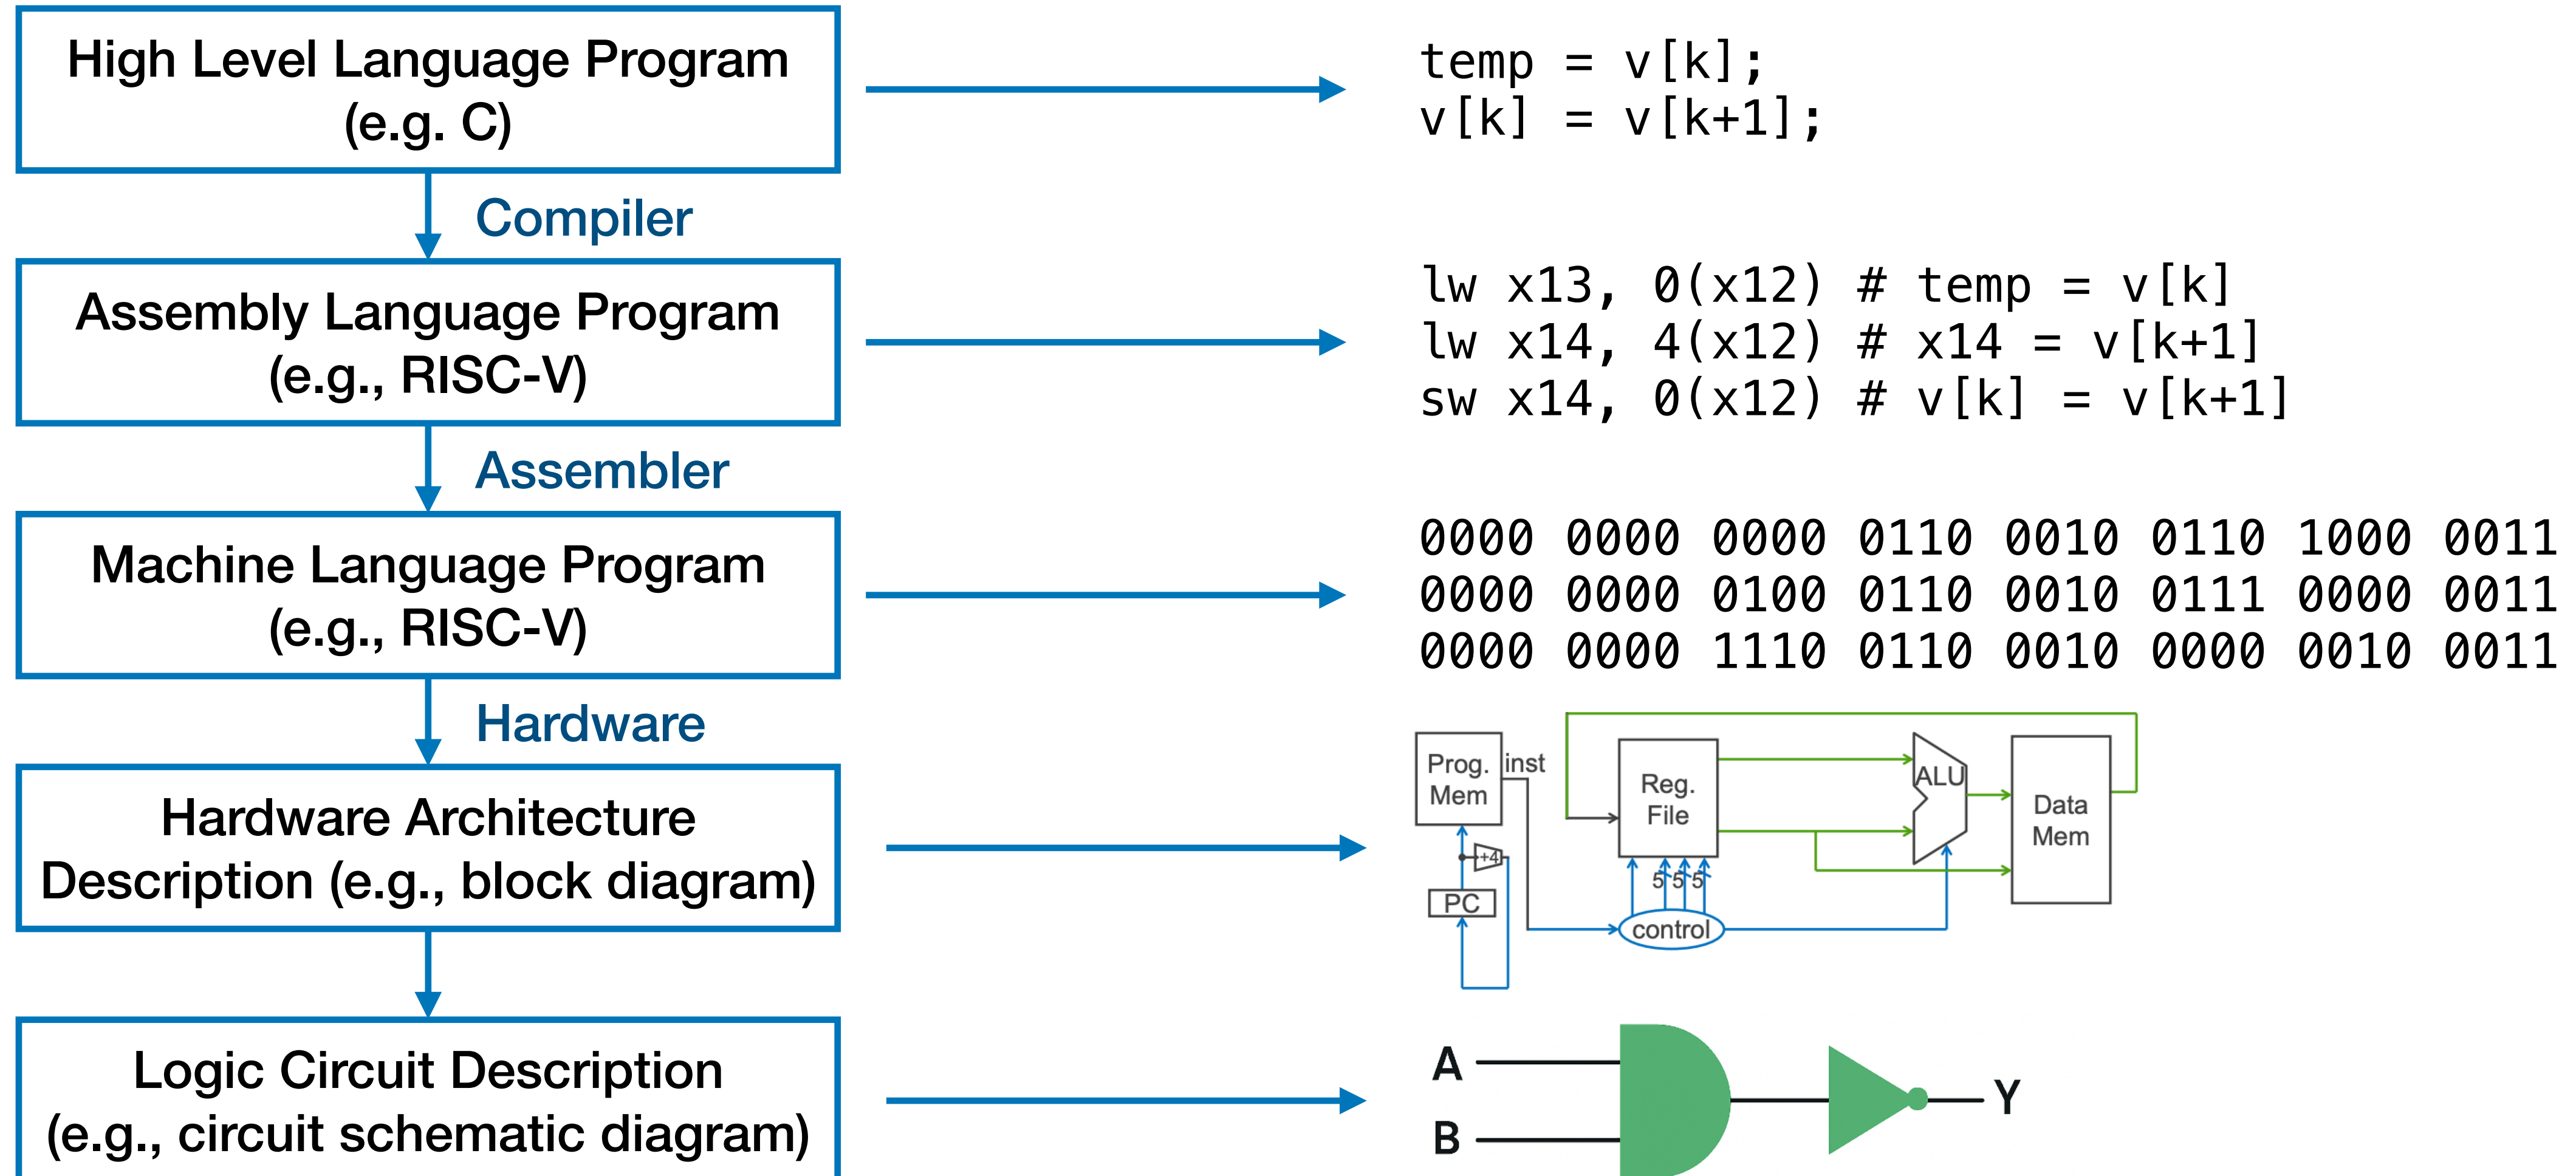 High Level Language Program
(e.g. C)
temp = v[k];
v[k] = v[k+1];
Compiler
Assembly Language Program
(e.g., RISC-V)
lw x13, 0(x12) # temp = v[k]
lw x14, 4(x12) # x14 = v[k+1]
sw x14, 0(x12) # v[k] = v[k+1]
Assembler
Machine Language Program
(e.g., RISC-V)
0000 0000 0000 0110 0010 0110 1000 0011
0000 0000 0100 0110 0010 0111 0000 0011
0000 0000 1110 0110 0010 0000 0010 0011
Hardware
Hardware Architecture
Description (e.g., block diagram)
Prog.
Mem
inst
Reg.
File
ALU
Data
Mem
+4
PC
5 5 5
control
Logic Circuit Description
(e.g., circuit schematic diagram)
A
B
Y